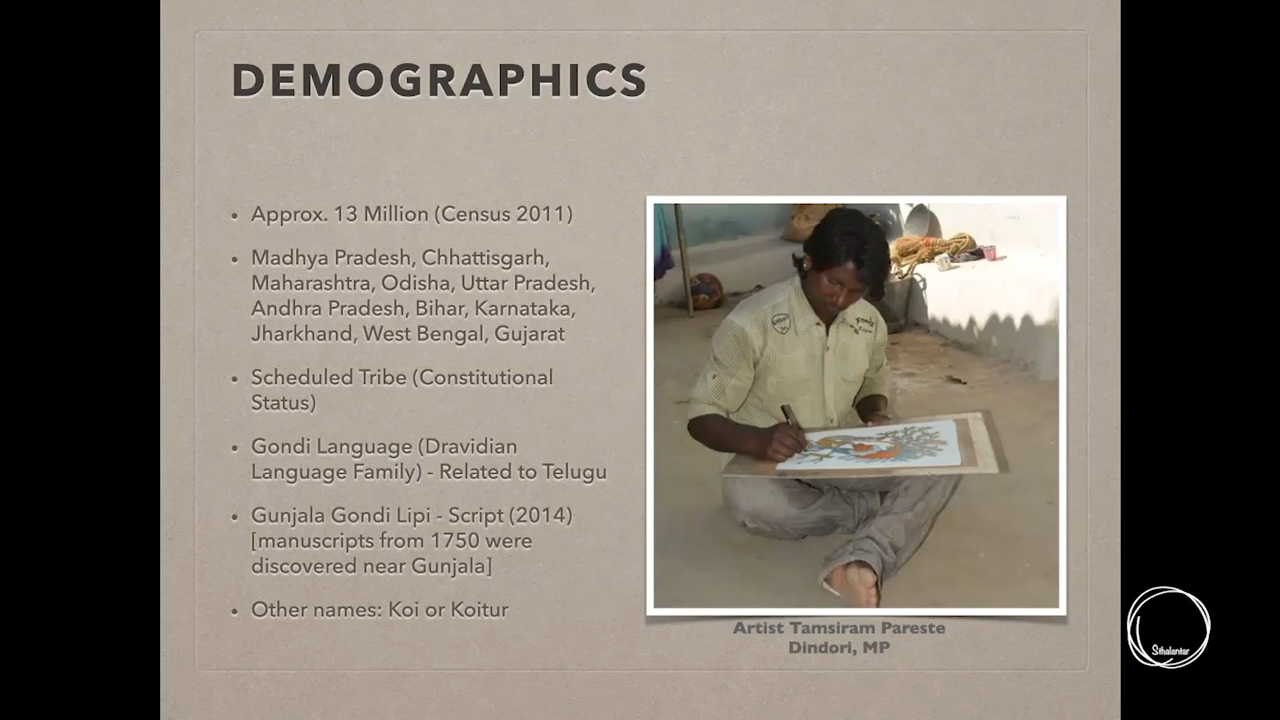 DEMOGRAPHICS
• Approx. 13 Million (Census 2011)
• Madhya Pradesh, Chhattisgarh,
Maharashtra, Odisha, Uttar Pradesh,
Andhra Pradesh, Bihar, Karnataka,
Jharkhand, West Bengal, Gujarat
• Scheduled Tribe (Constitutional
Status)
• Gondi Language (Dravidian
Language Family) - Related to Telugu
• Gunjala Gondi Lipi - Script (2014)
[manuscripts from 1750 were
discovered near Gunjala]
• Other names: Koi or Koitur
Artist Tamsiram Pareste
Dindori, MP
Sthalantar